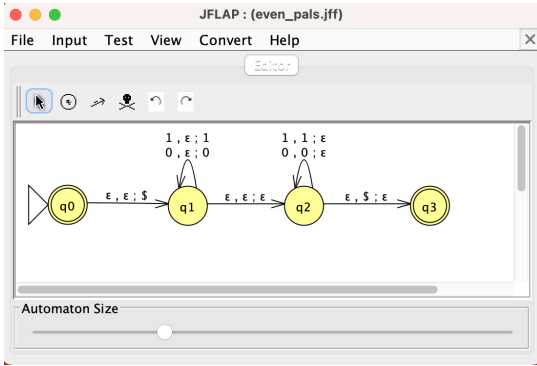 JFLAP : (even_pals.jff)
File Input Test View Convert Help
Editor
1 , ε ; 1
0 , ε ; 0
1 , 1 ; ε
0 , 0 ; ε
q0
ε , ε ; $
q1
ε , ε ; ε
q2
ε , $ ; ε
q3
Automaton Size